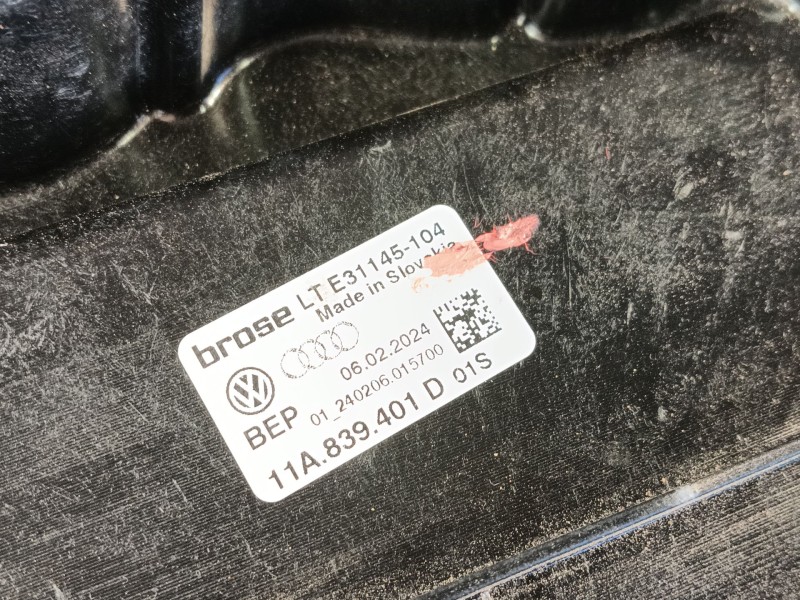 brose LT E31145-104
Made in Slovakia
06.02.2024
01_240206.015700
BEP
11A.839.401 D 01S